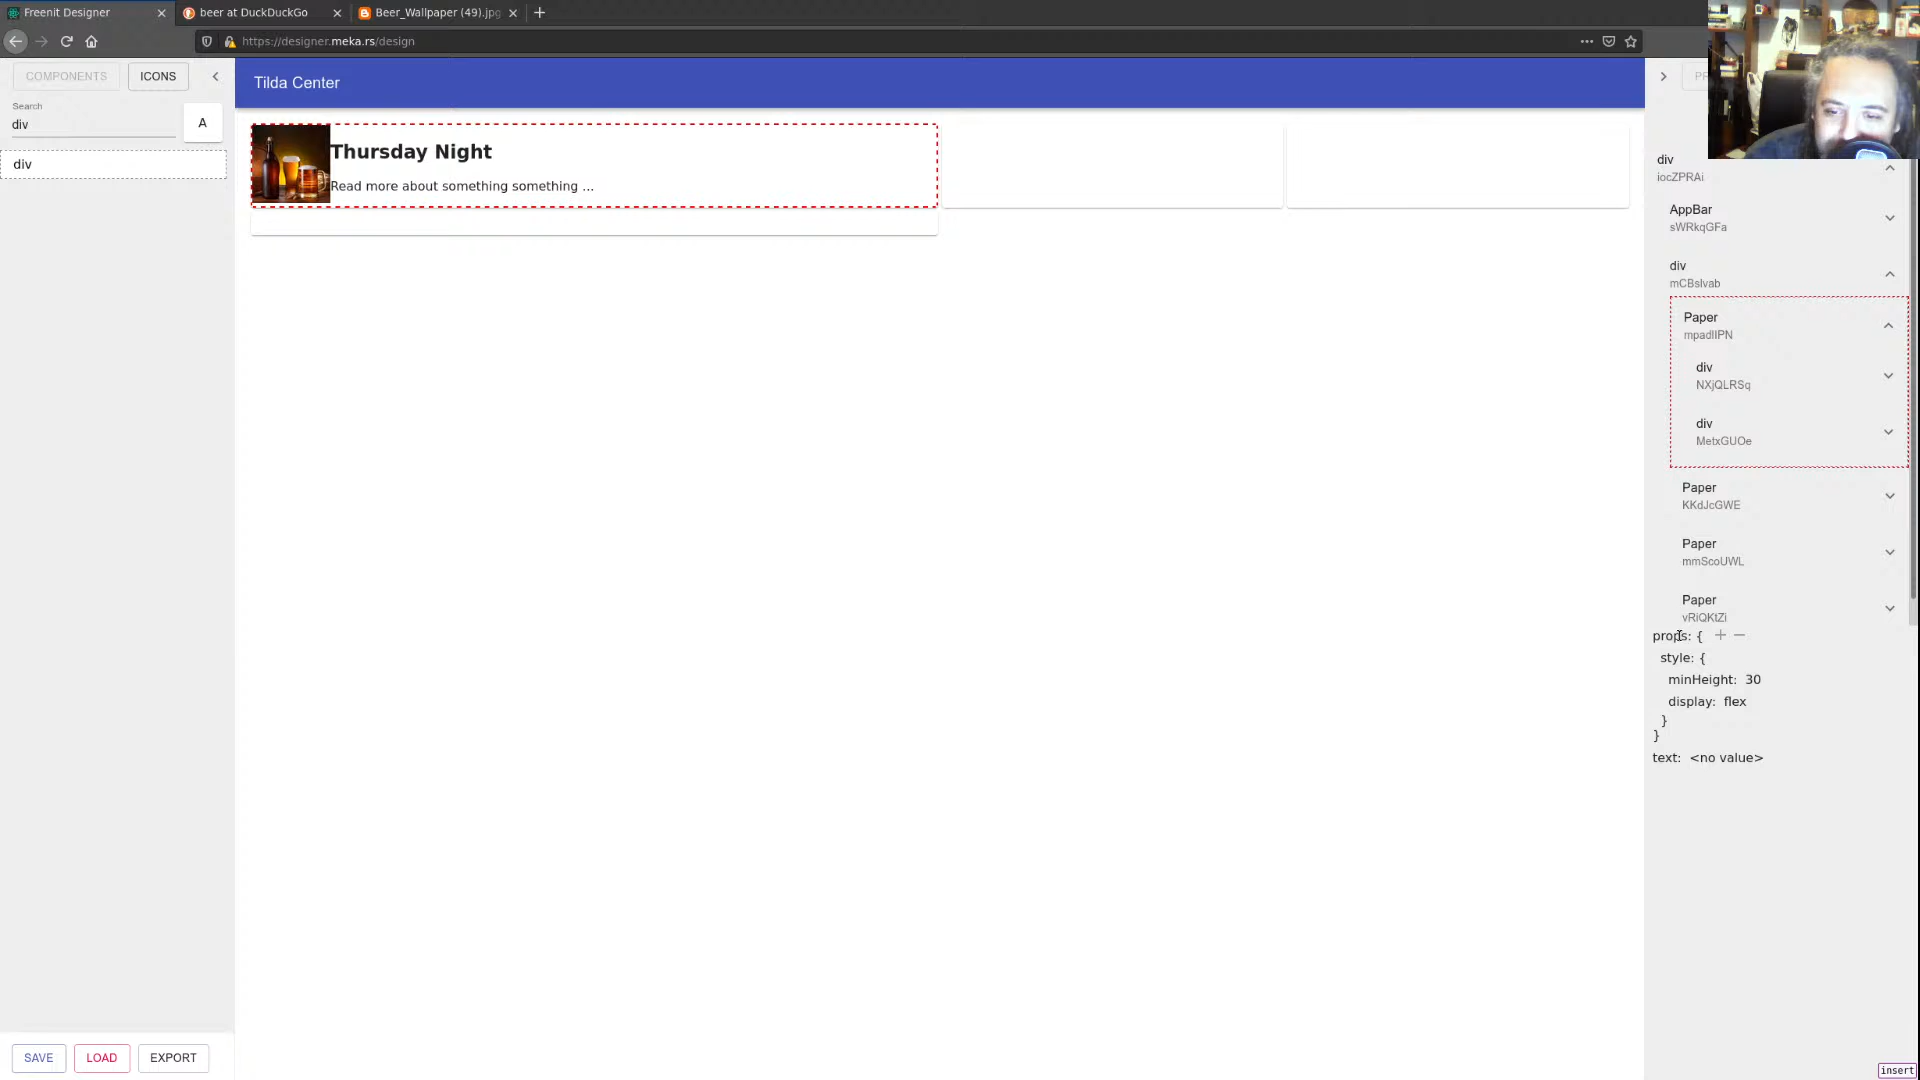 Freenit Designer
beer at DuckDuckGo
Beer_Wallpaper (49).jpg
https://designer.meka.rs/design
COMPONENTS
ICONS
Search
div
A
div
Tilda Center
Thursday Night
Read more about something something ...
div
iocZPRAi
AppBar
sWRkqGFa
div
mCBslvab
Paper
mpadIIPN
div
NXjQLRSq
div
MetxGUOe
Paper
KKdJcGWE
Paper
mmScoUWL
Paper
vRiQKtZi
props: { + −
style: {
minHeight: 30
display: flex
}
}
text: <no value>
SAVE
LOAD
EXPORT
insert